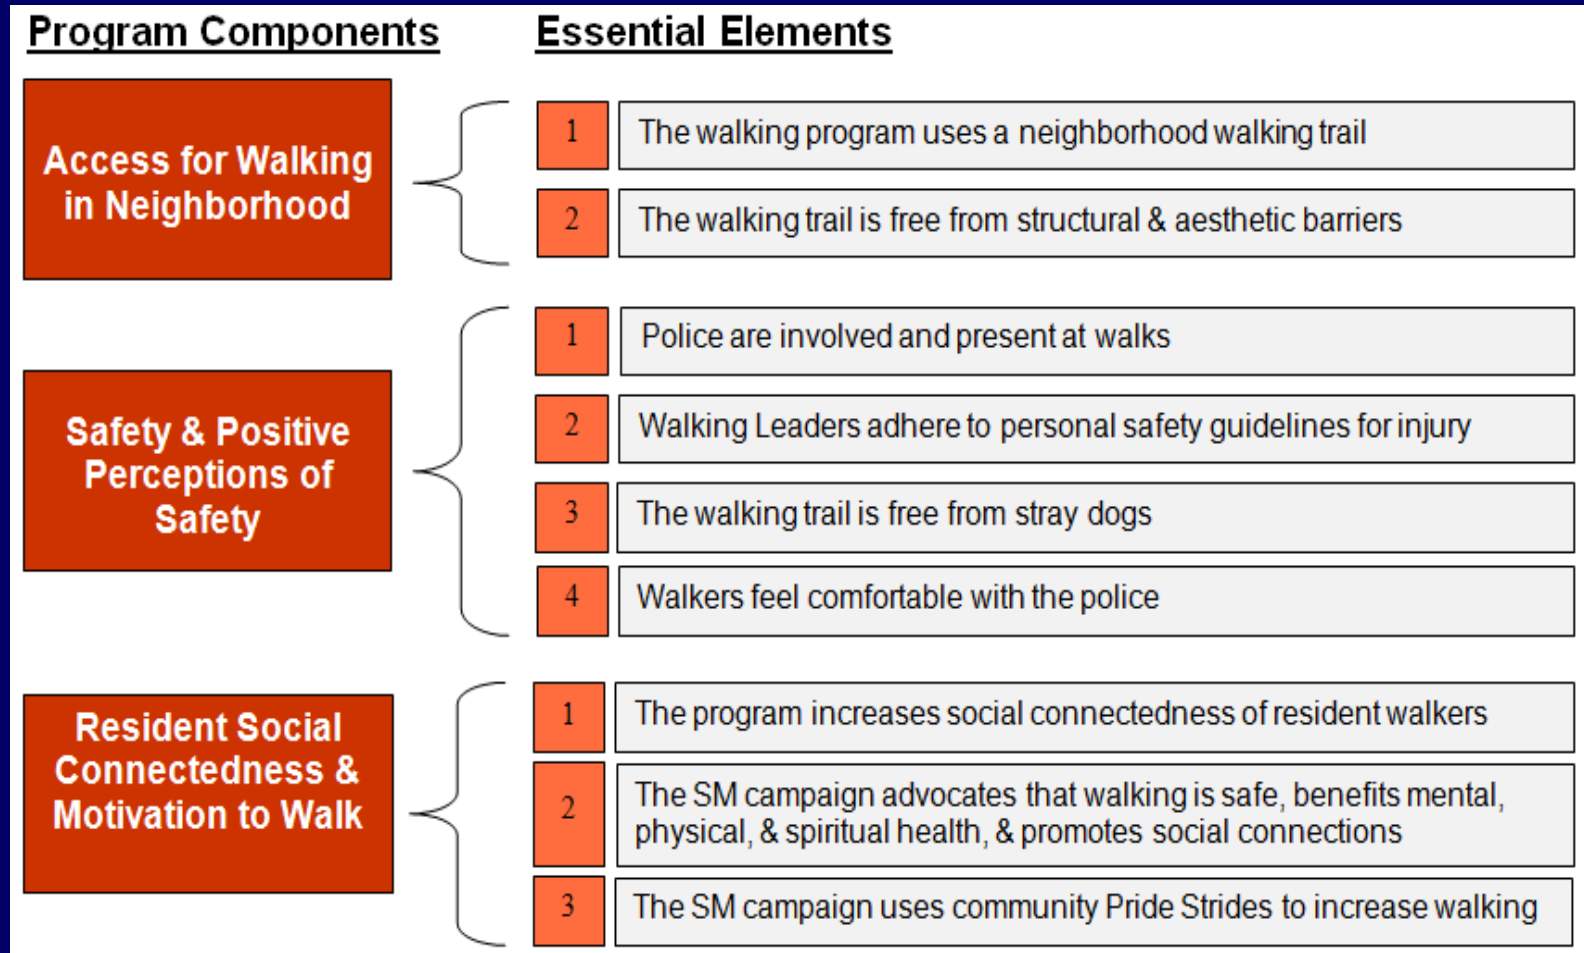 Program Components
Essential Elements
Access for Walking
in Neighborhood
1
The walking program uses a neighborhood walking trail
2
The walking trail is free from structural & aesthetic barriers
Safety & Positive
Perceptions of
Safety
1
Police are involved and present at walks
2
Walking Leaders adhere to personal safety guidelines for injury
3
The walking trail is free from stray dogs
4
Walkers feel comfortable with the police
Resident Social
Connectedness &
Motivation to Walk
1
The program increases social connectedness of resident walkers
2
The SM campaign advocates that walking is safe, benefits mental,
physical, & spiritual health, & promotes social connections
3
The SM campaign uses community Pride Strides to increase walking